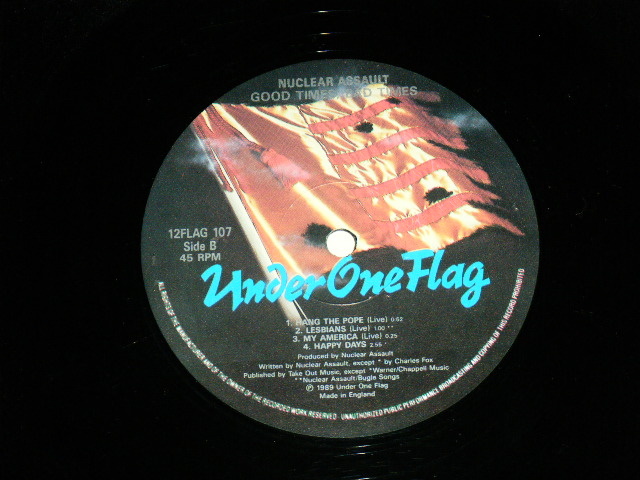 NUCLEAR ASSAULT
GOOD TIMES BAD TIMES
12FLAG 107
Side B
45 RPM
Under One Flag
1. HANG THE POPE (Live) 0:52
2. LESBIANS (Live) 1.00**
3. MY AMERICA (Live) 0.25
4. HAPPY DAYS 2.55*
Produced by Nuclear Assault
Written by Nuclear Assault, except * by Charles Fox
Published by Take Out Music, except *Warner/Chappell Music
**Nuclear Assault/Bugle Songs
℗ 1989 Under One Flag
Made in England
ALL RIGHTS OF THE MANUFACTURER AND OF THE OWNER OF THE RECORDED WORK RESERVED · UNAUTHORIZED PUBLIC PERFORMANCE BROADCASTING AND COPYING OF THIS RECORD PROHIBITED